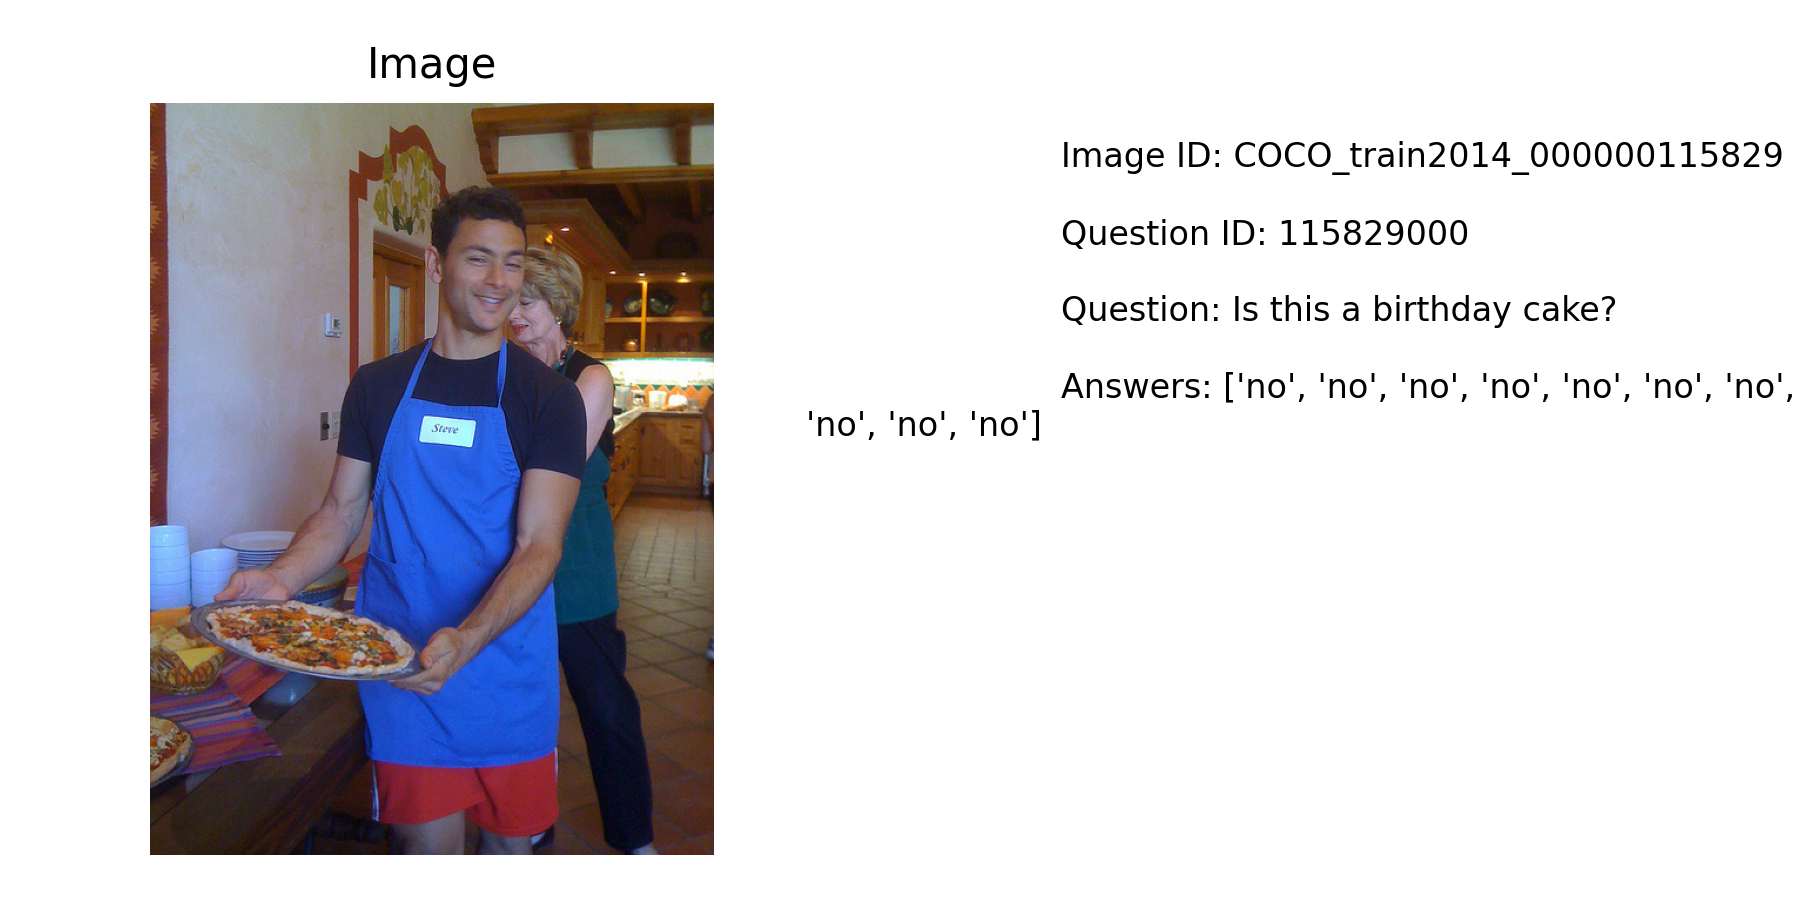 Image
Steve
Image ID: COCO_train2014_000000115829
Question ID: 115829000
Question: Is this a birthday cake?
Answers: ['no', 'no', 'no', 'no', 'no', 'no', 'no',
'no', 'no', 'no']